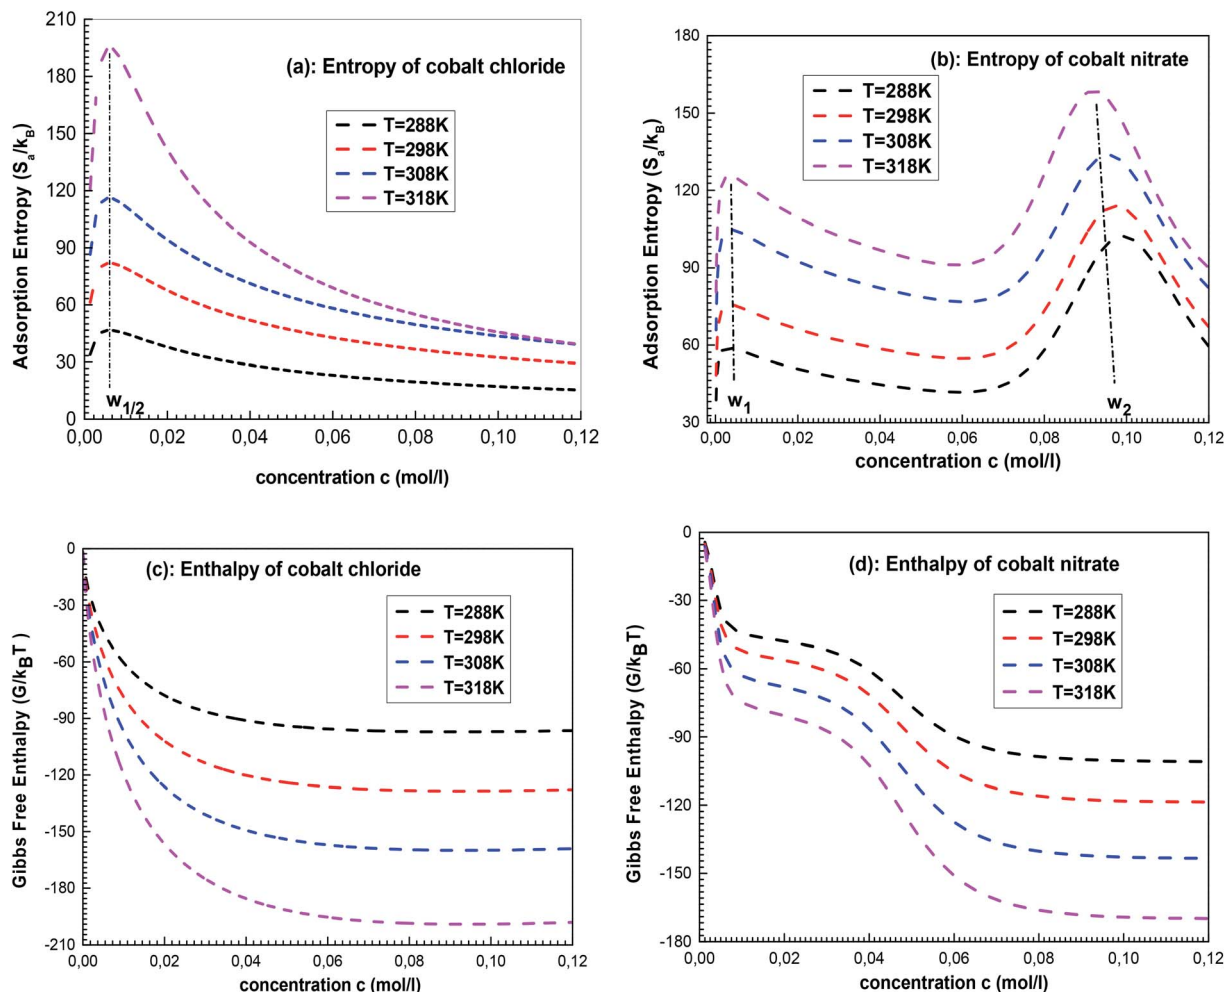 (a): Entropy of cobalt chloride
Adsorption Entropy (Sa/kB)
210
180
150
120
90
60
30
0
T=288K
T=298K
T=308K
T=318K
w1/2
0,00 0,02 0,04 0,06 0,08 0,10 0,12
concentration c (mol/l)
(b): Entropy of cobalt nitrate
Adsorption Entropy (Sa/kB)
180
150
120
90
60
30
T=288K
T=298K
T=308K
T=318K
w1
w2
0,00 0,02 0,04 0,06 0,08 0,10 0,12
concentration c (mol/l)
(c): Enthalpy of cobalt chloride
Gibbs Free Enthalpy (G/kBT)
0
-30
-60
-90
-120
-150
-180
-210
T=288K
T=298K
T=308K
T=318K
0,00 0,02 0,04 0,06 0,08 0,10 0,12
concentration c (mol/l)
(d): Enthalpy of cobalt nitrate
Gibbs Free Enthalpy (G/kBT)
0
-30
-60
-90
-120
-150
-180
T=288K
T=298K
T=308K
T=318K
0,00 0,02 0,04 0,06 0,08 0,10 0,12
concentration c (mol/l)